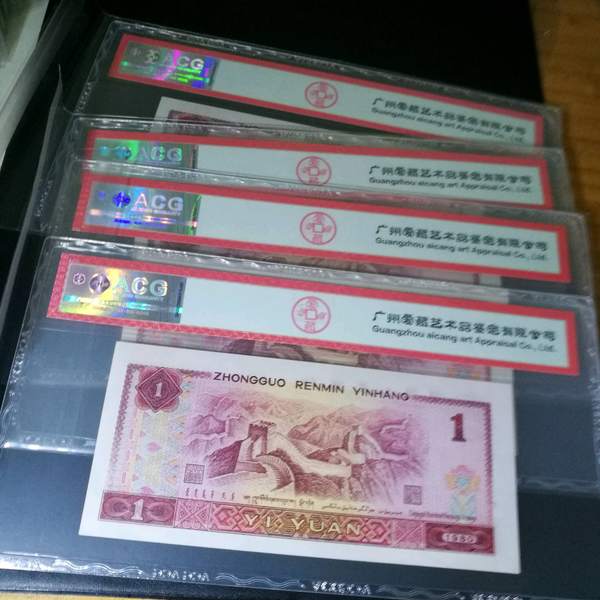 ACG
广州爱藏艺术品鉴定有限公司
Guangzhou aicang art Appraisal Co., Ltd.
ACG
广州爱藏艺术品鉴定有限公司
Guangzhou aicang art Appraisal Co., Ltd.
ACG
广州爱藏艺术品鉴定有限公司
Guangzhou aicang art Appraisal Co., Ltd.
ACG
广州爱藏艺术品鉴定有限公司
Guangzhou aicang art Appraisal Co., Ltd.
ZHONGGUO RENMIN YINHANG
1
1
1
YI YUAN
1980